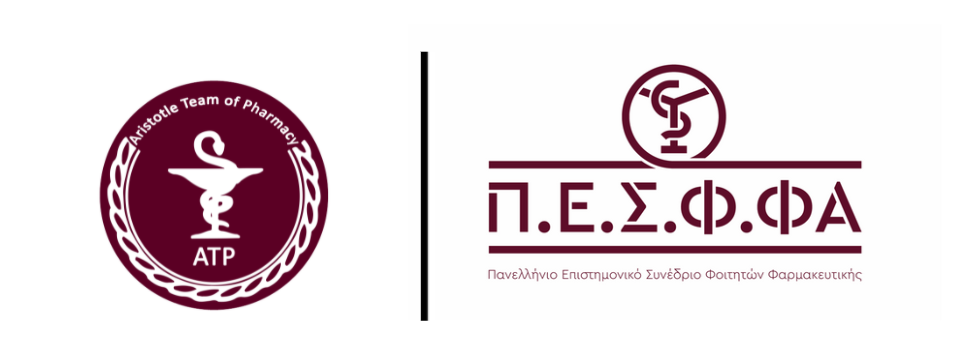 Aristotle Team of Pharmacy
ATP
Π.Ε.Σ.Φ.ΦΑ
Πανελλήνιο Επιστημονικό Συνέδριο Φοιτητών Φαρμακευτικής